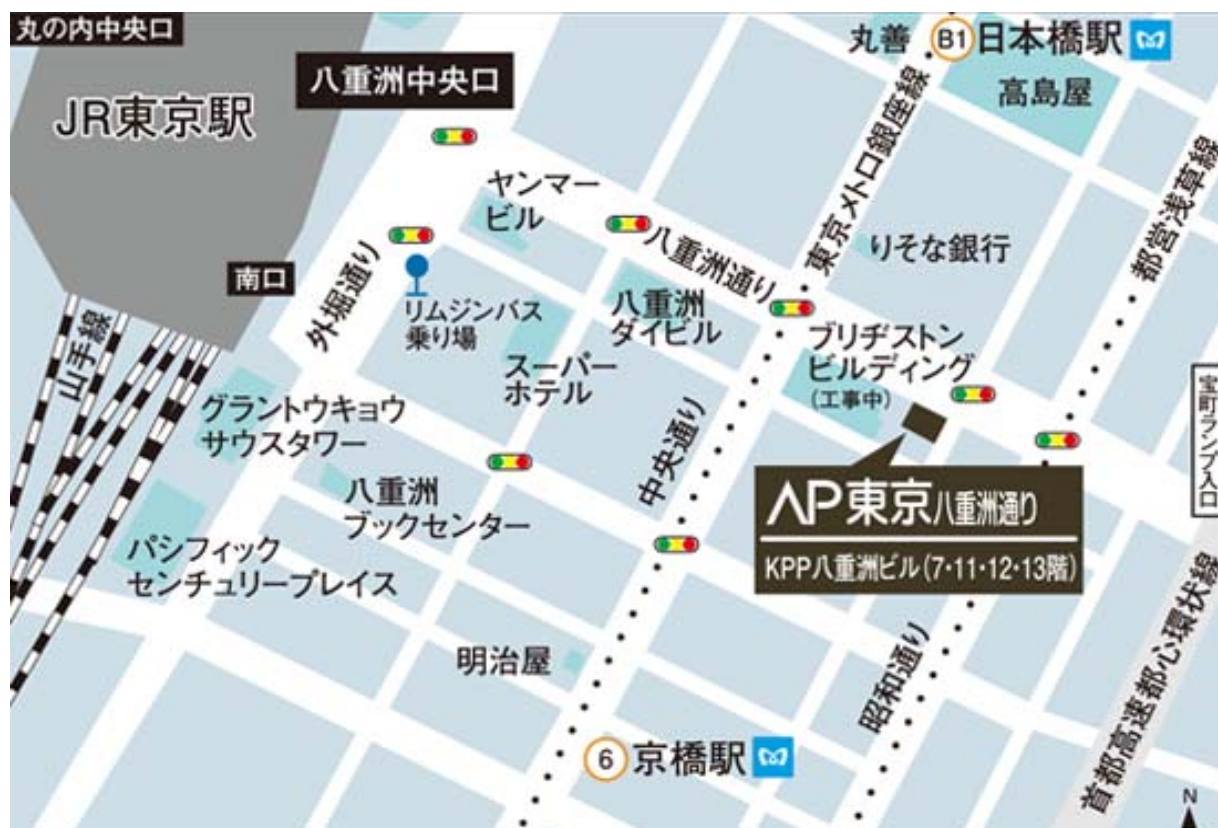 丸の内中央口
丸善
B1
日本橋駅
八重洲中央口
高島屋
JR東京駅
ヤンマー
ビル
東京メトロ銀座線
都営浅草線
りそな銀行
八重洲通り
南口
外堀通り
リムジンバス
乗り場
八重洲
ダイビル
ブリヂストン
ビルディング
(工事中)
山手線
スーパー
ホテル
宝町ランプ入口
グラントウキョウ
サウスタワー
中央通り
八重洲
ブックセンター
AP東京八重洲通り
KPP八重洲ビル(7・11・12・13階)
パシフィック
センチュリープレイス
首都高速都心環状線
明治屋
昭和通り
6
京橋駅
N